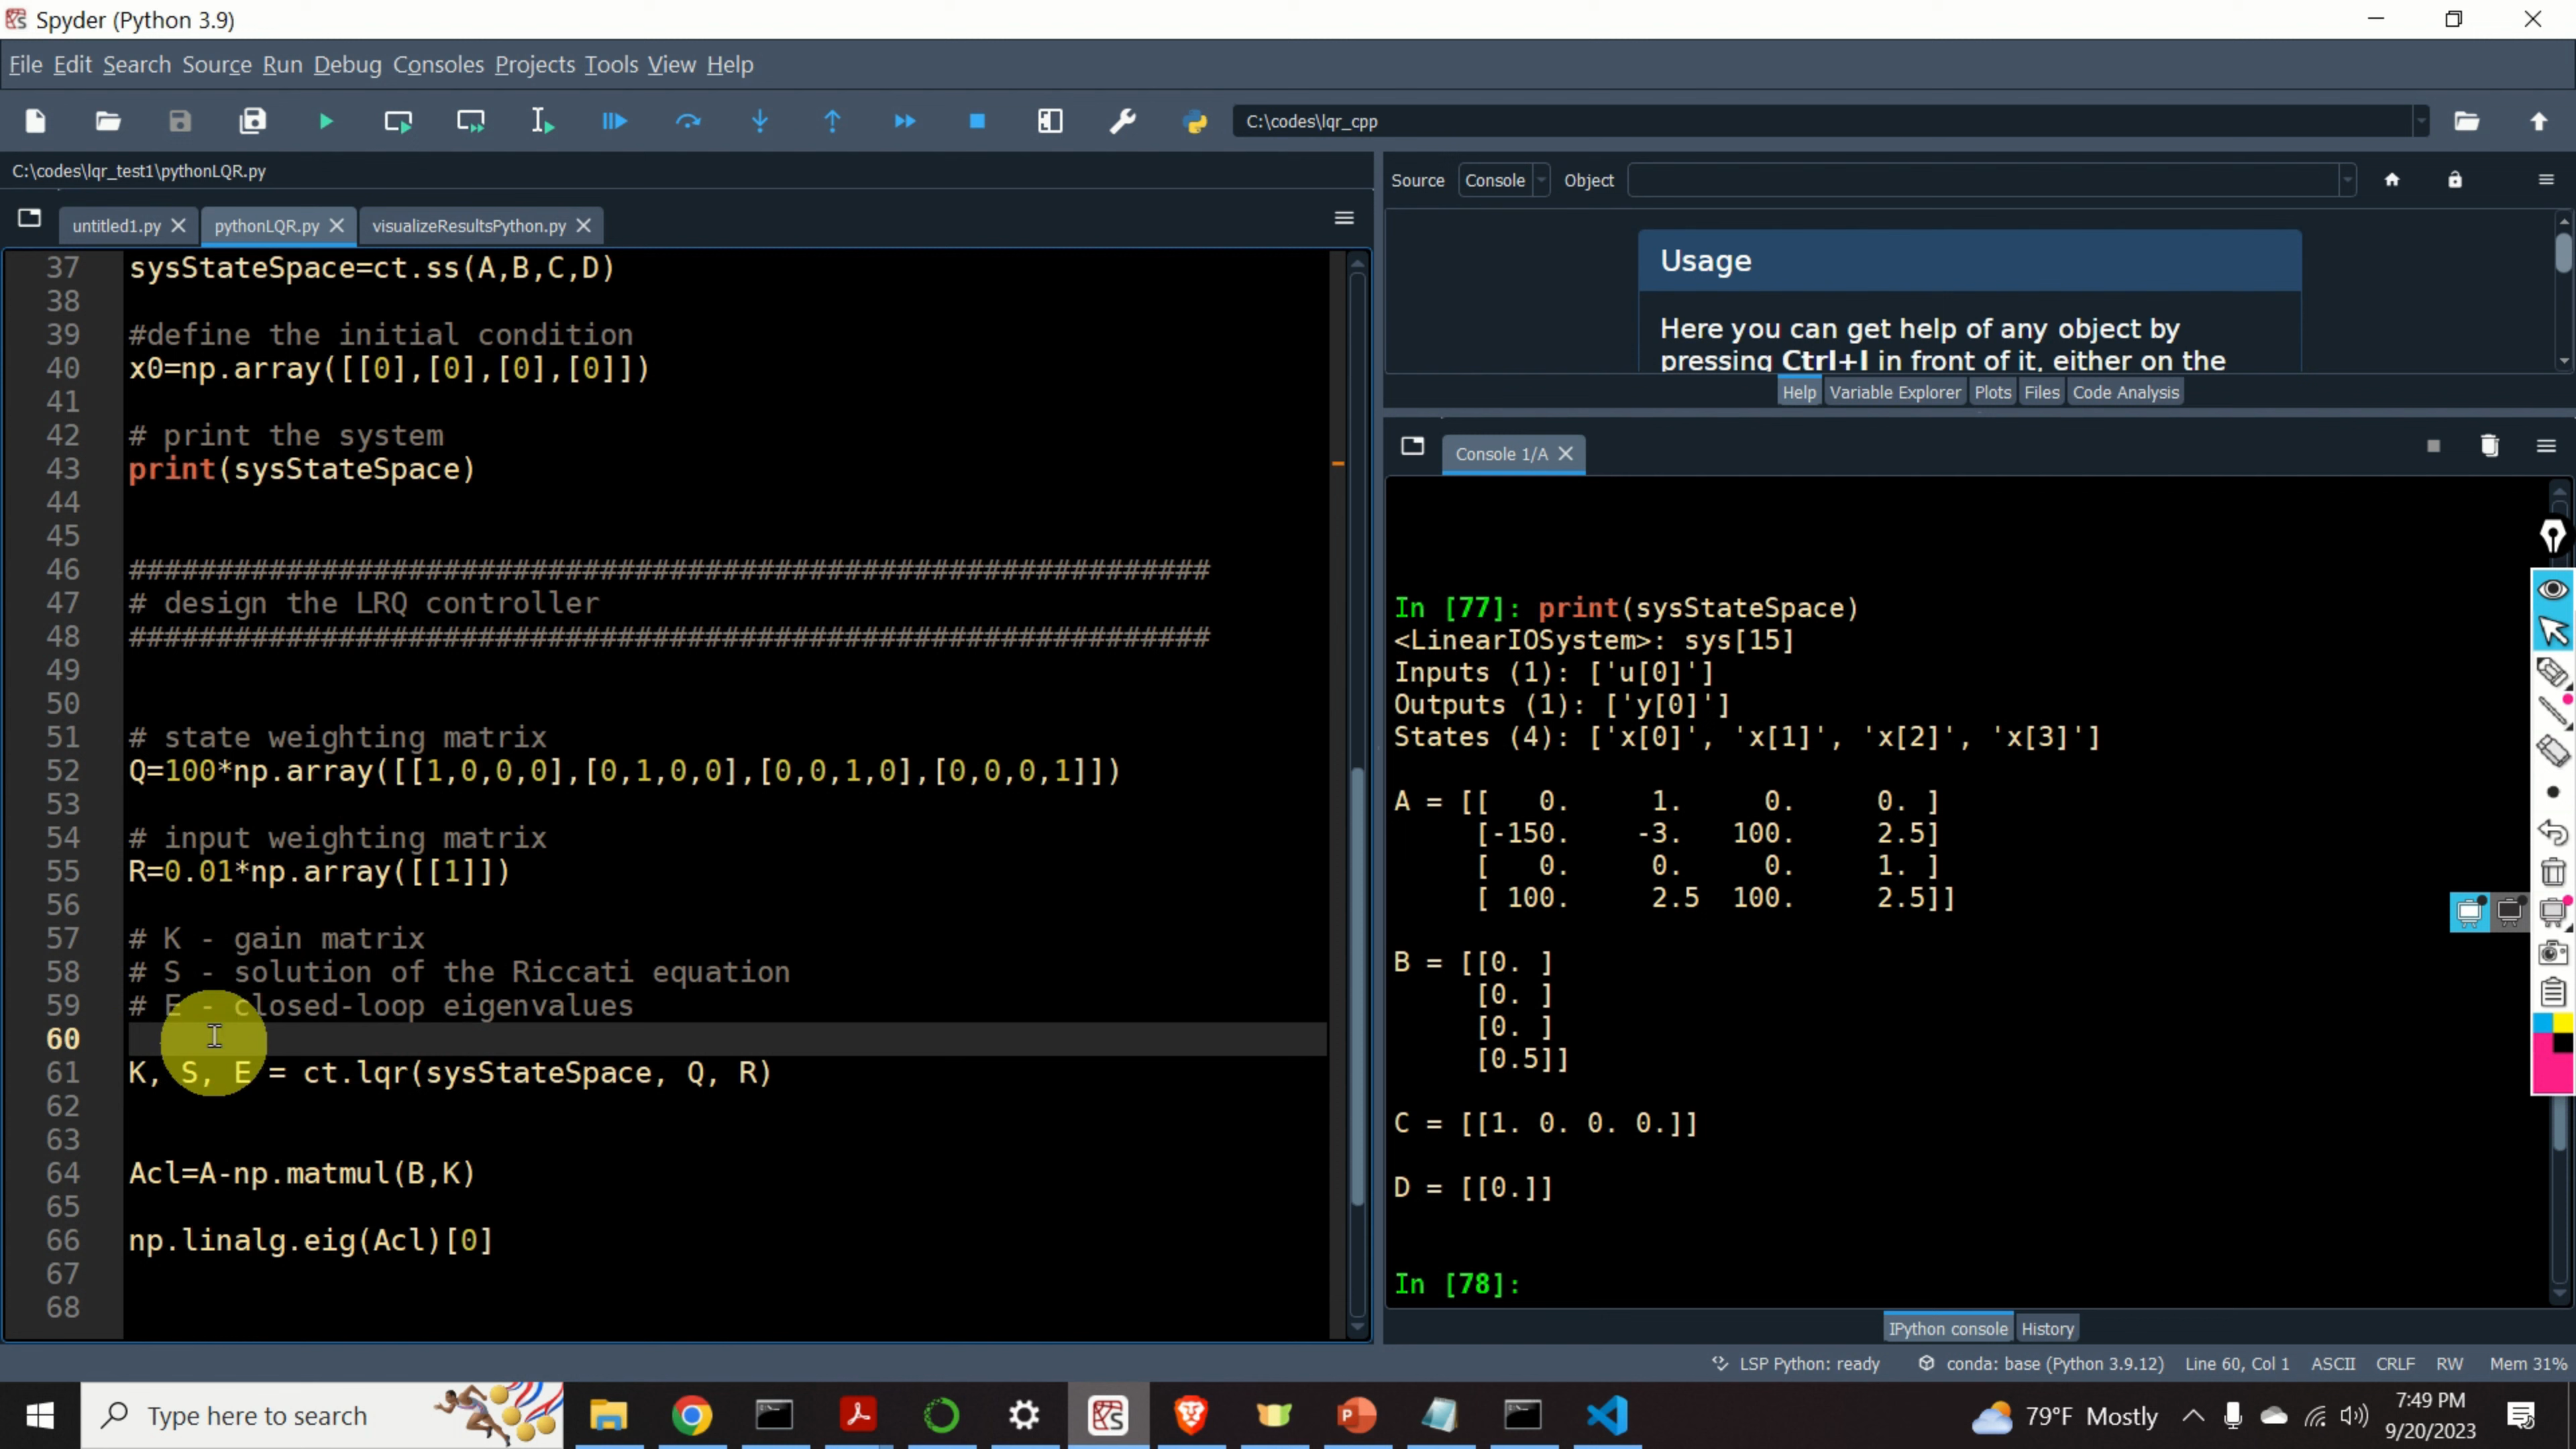 Spyder (Python 3.9)
File Edit Search Source Run Debug Consoles Projects Tools View Help
C:\codes\lqr_cpp
C:\codes\lqr_test1\pythonLQR.py
untitled1.py
pythonLQR.py
visualizeResultsPython.py
37 sysStateSpace=ct.ss(A,B,C,D)
38
39 #define the initial condition
40 x0=np.array([[0],[0],[0],[0]])
41
42 # print the system
43 print(sysStateSpace)
44
45
46 ##############################################################
47 # design the LRQ controller
48 ##############################################################
49
50
51 # state weighting matrix
52 Q=100*np.array([[1,0,0,0],[0,1,0,0],[0,0,1,0],[0,0,0,1]])
53
54 # input weighting matrix
55 R=0.01*np.array([[1]])
56
57 # K - gain matrix
58 # S - solution of the Riccati equation
59 # E - closed-loop eigenvalues
60
61 K, S, E = ct.lqr(sysStateSpace, Q, R)
62
63
64 Acl=A-np.matmul(B,K)
65
66 np.linalg.eig(Acl)[0]
67
68
Source Console Object
Usage
Here you can get help of any object by
pressing Ctrl+I in front of it, either on the
Help Variable Explorer Plots Files Code Analysis
Console 1/A
In [77]: print(sysStateSpace)
<LinearIOSystem>: sys[15]
Inputs (1): ['u[0]']
Outputs (1): ['y[0]']
States (4): ['x[0]', 'x[1]', 'x[2]', 'x[3]']
A = [[   0.     1.     0.     0. ]
[-150.    -3.   100.     2.5]
[   0.     0.     0.     1. ]
[ 100.     2.5  100.     2.5]]
B = [[0. ]
[0. ]
[0. ]
[0.5]]
C = [[1. 0. 0. 0.]]
D = [[0.]]
In [78]:
IPython console History
LSP Python: ready conda: base (Python 3.9.12) Line 60, Col 1 ASCII CRLF RW Mem 31%
Type here to search
79°F Mostly
7:49 PM
9/20/2023